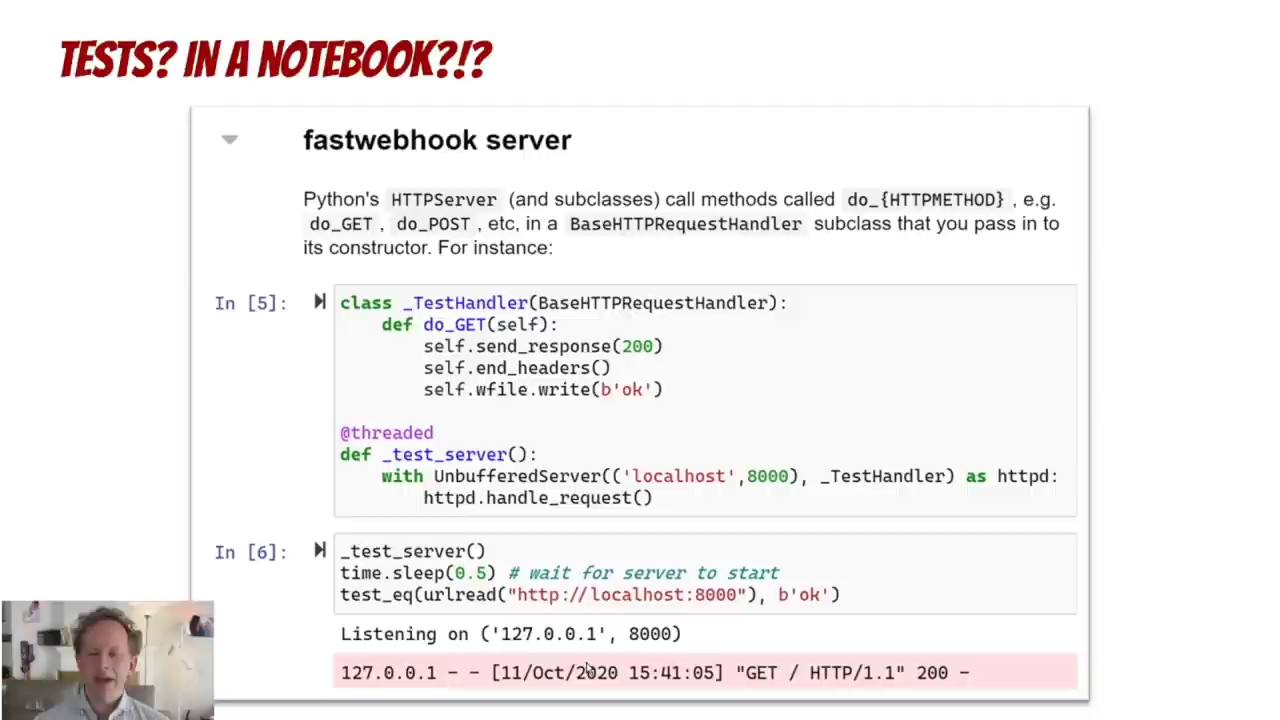 TESTS? IN A NOTEBOOK?!?
fastwebhook server
Python's HTTPServer (and subclasses) call methods called do_{HTTPMETHOD} , e.g.
do_GET , do_POST , etc, in a BaseHTTPRequestHandler subclass that you pass in to
its constructor. For instance:
In [5]:
class _TestHandler(BaseHTTPRequestHandler):
    def do_GET(self):
        self.send_response(200)
        self.end_headers()
        self.wfile.write(b'ok')
@threaded
def _test_server():
    with UnbufferedServer(('localhost',8000), _TestHandler) as httpd:
        httpd.handle_request()
In [6]:
_test_server()
time.sleep(0.5) # wait for server to start
test_eq(urlread("http://localhost:8000"), b'ok')
Listening on ('127.0.0.1', 8000)
127.0.0.1 - - [11/Oct/2020 15:41:05] "GET / HTTP/1.1" 200 -